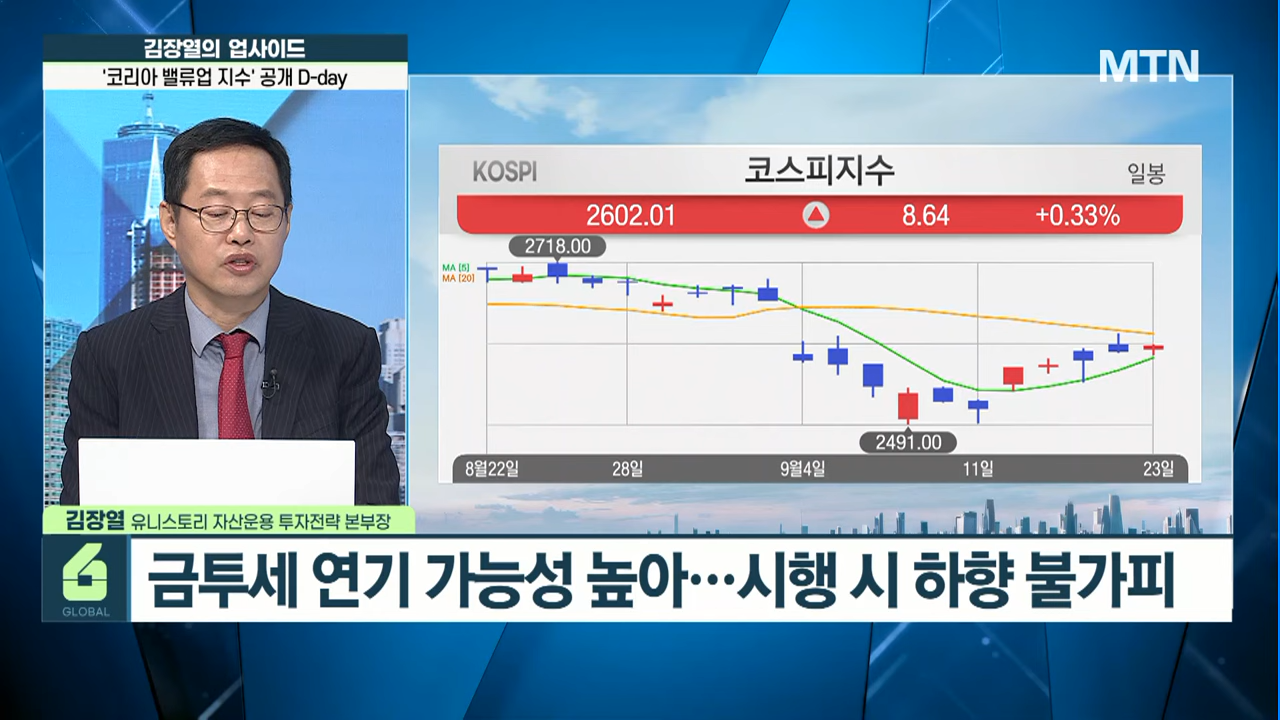 김장열의 업사이드
'코리아 밸류업 지수' 공개 D-day
MTN
KOSPI 코스피지수 일봉
2602.01 8.64 +0.33%
2718.00
MA [5]
MA [20]
2491.00
8월22일 28일 9월4일 11일 23일
김장열 유니스토리 자산운용 투자전략 본부장
6 GLOBAL
금투세 연기 가능성 높아…시행 시 하향 불가피